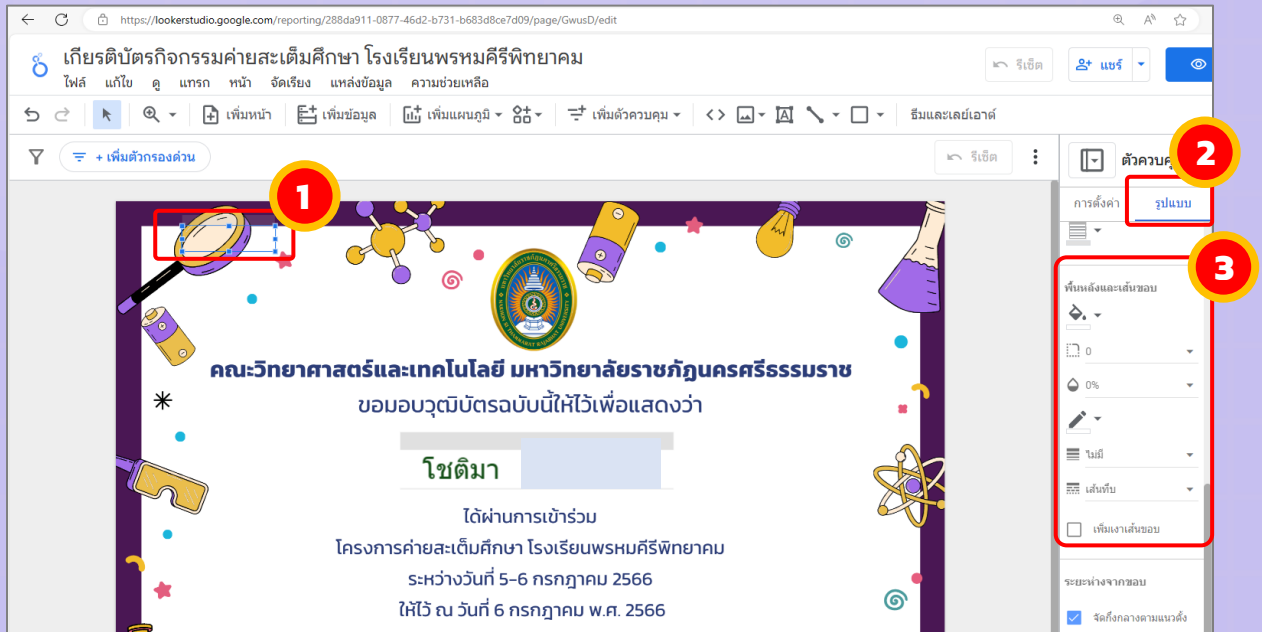 https://lookerstudio.google.com/reporting/288da911-0877-46d2-b731-b683d8ce7d09/page/GwusD/edit
เกียรติบัตรกิจกรรมค่ายสะเต็มศึกษา โรงเรียนพรหมคีรีพิทยาคม
รีเซ็ต แชร์
ไฟล์ แก้ไข ดู แทรก หน้า จัดเรียง แหล่งข้อมูล ความช่วยเหลือ
เพิ่มหน้า เพิ่มข้อมูล เพิ่มแผนภูมิ เพิ่มตัวควบคุม ธีมและเลย์เอาต์
+ เพิ่มตัวกรองด่วน รีเซ็ต
1
2
3
ตัวควบคุ
การตั้งค่า รูปแบบ
พื้นหลังและเส้นขอบ
0
0%
ไม่มี
เส้นทึบ
เพิ่มเงาเส้นขอบ
ระยะห่างจากขอบ
จัดกึ่งกลางตามแนวตั้ง
คณะวิทยาศาสตร์และเทคโนโลยี มหาวิทยาลัยราชภัฏนครศรีธรรมราช
ขอมอบวุฒิบัตรฉบับนี้ให้ไว้เพื่อแสดงว่า
โชติมา
ได้ผ่านการเข้าร่วม
โครงการค่ายสะเต็มศึกษา โรงเรียนพรหมคีรีพิทยาคม
ระหว่างวันที่ 5-6 กรกฎาคม 2566
ให้ไว้ ณ วันที่ 6 กรกฎาคม พ.ศ. 2566